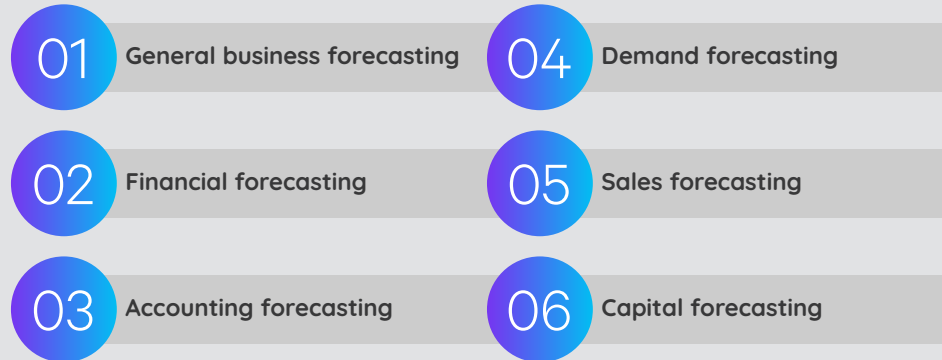 01 General business forecasting
02 Financial forecasting
03 Accounting forecasting
04 Demand forecasting
05 Sales forecasting
06 Capital forecasting